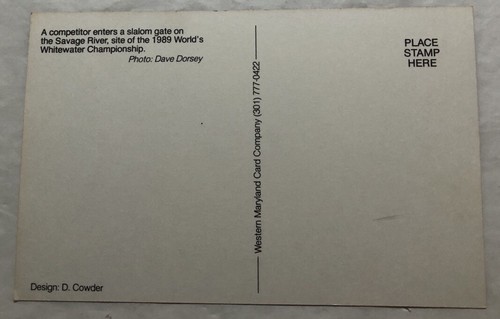 A competitor enters a slalom gate on
the Savage River, site of the 1989 World's
Whitewater Championship.
Photo: Dave Dorsey
Western Maryland Card Company (301) 777-0422
PLACE
STAMP
HERE
Design: D. Cowder